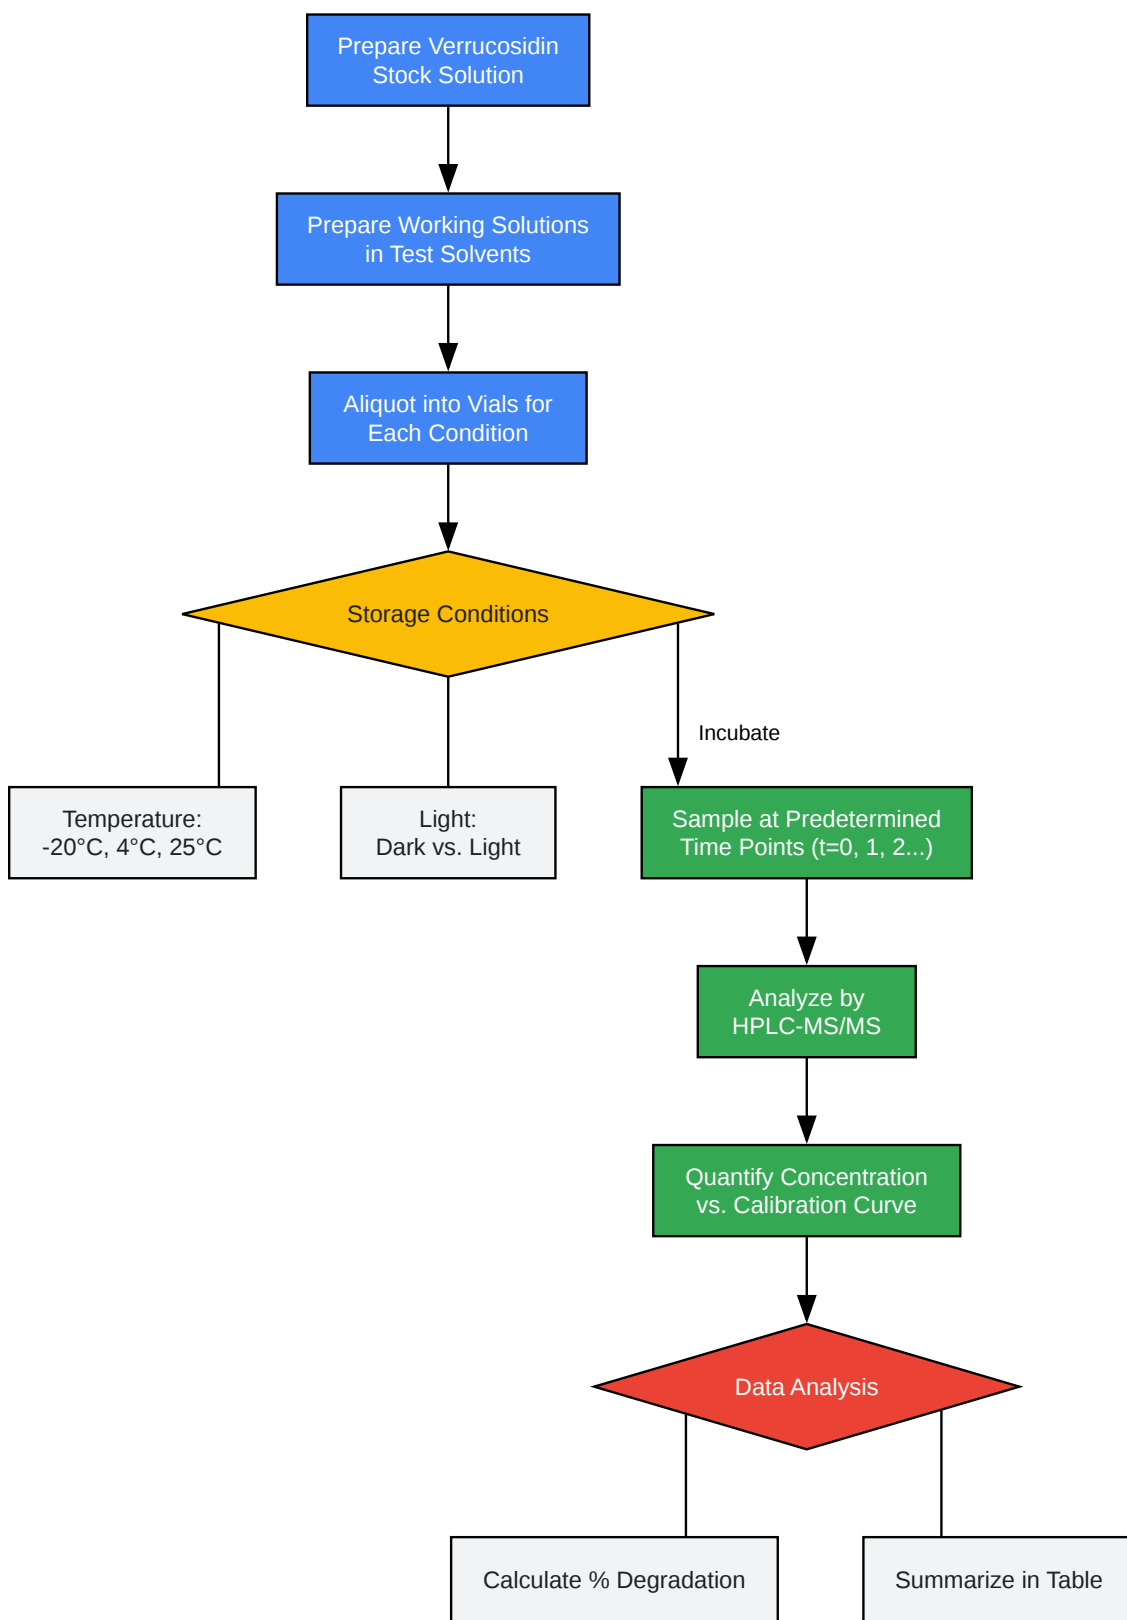 Prepare Verrucosidin
Stock Solution
Prepare Working Solutions
in Test Solvents
Aliquot into Vials for
Each Condition
Storage Conditions
Incubate
Temperature:
-20°C, 4°C, 25°C
Light:
Dark vs. Light
Sample at Predetermined
Time Points (t=0, 1, 2...)
Analyze by
HPLC-MS/MS
Quantify Concentration
vs. Calibration Curve
Data Analysis
Calculate % Degradation
Summarize in Table